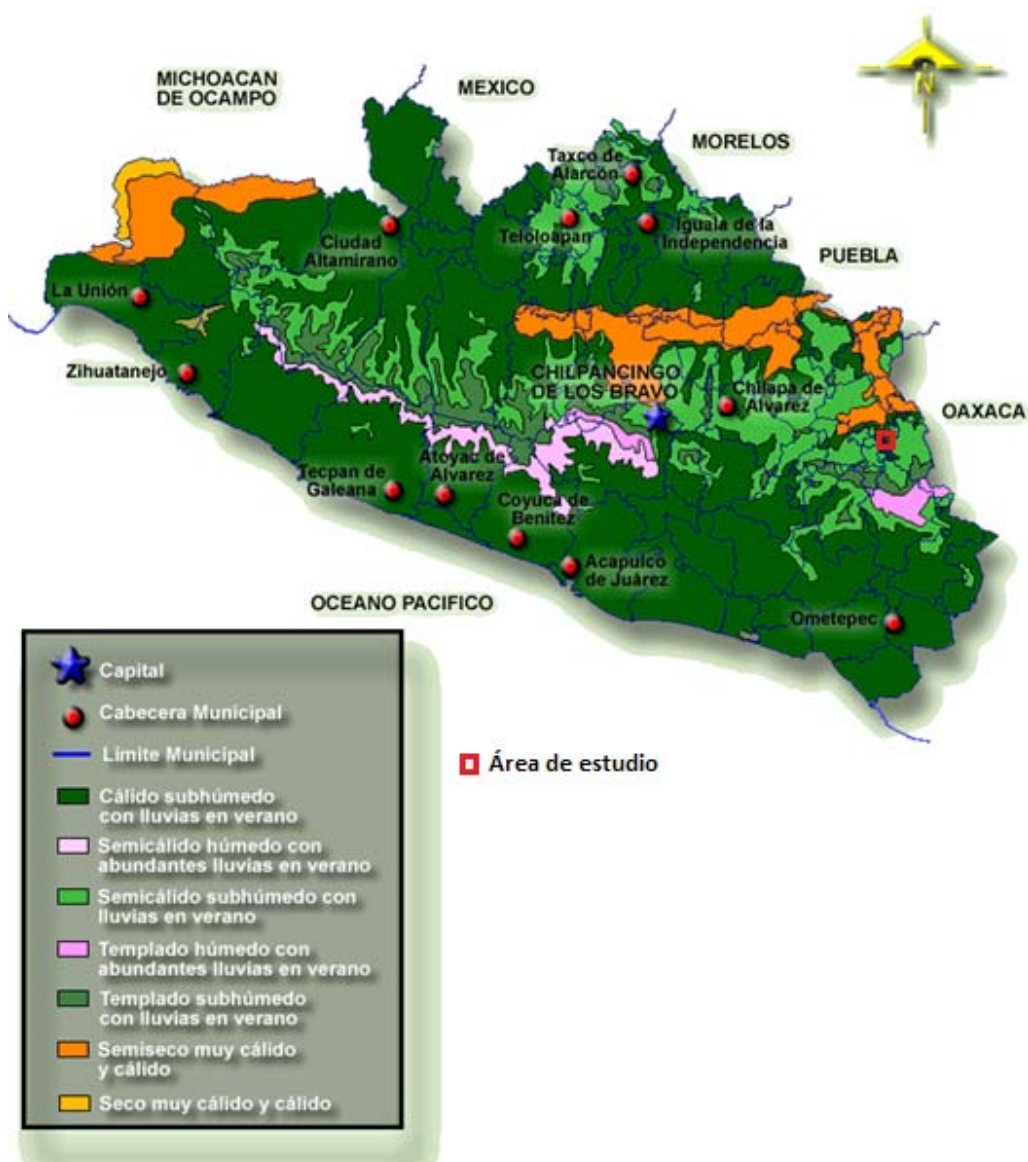 MICHOACAN
DE OCAMPO
MEXICO
N
MORELOS
Taxco de
Alarcón
Teloloapan
Iguala de la
Independencia
Ciudad
Altamirano
PUEBLA
La Unión
Zihuatanejo
CHILPANCINGO
DE LOS BRAVO
Chilapa de
Alvarez
OAXACA
Tecpan de
Galeana
Atoyac de
Alvarez
Coyuca de
Benítez
Acapulco
de Juárez
OCEANO PACIFICO
Ometepec
Capital
Cabecera Municipal
Límite Municipal
Cálido subhúmedo
con lluvias en verano
Semicálido húmedo con
abundantes lluvias en verano
Semicálido subhúmedo con
lluvias en verano
Templado húmedo con
abundantes lluvias en verano
Templado subhúmedo
con lluvias en verano
Semiseco muy cálido
y cálido
Seco muy cálido y cálido
Área de estudio